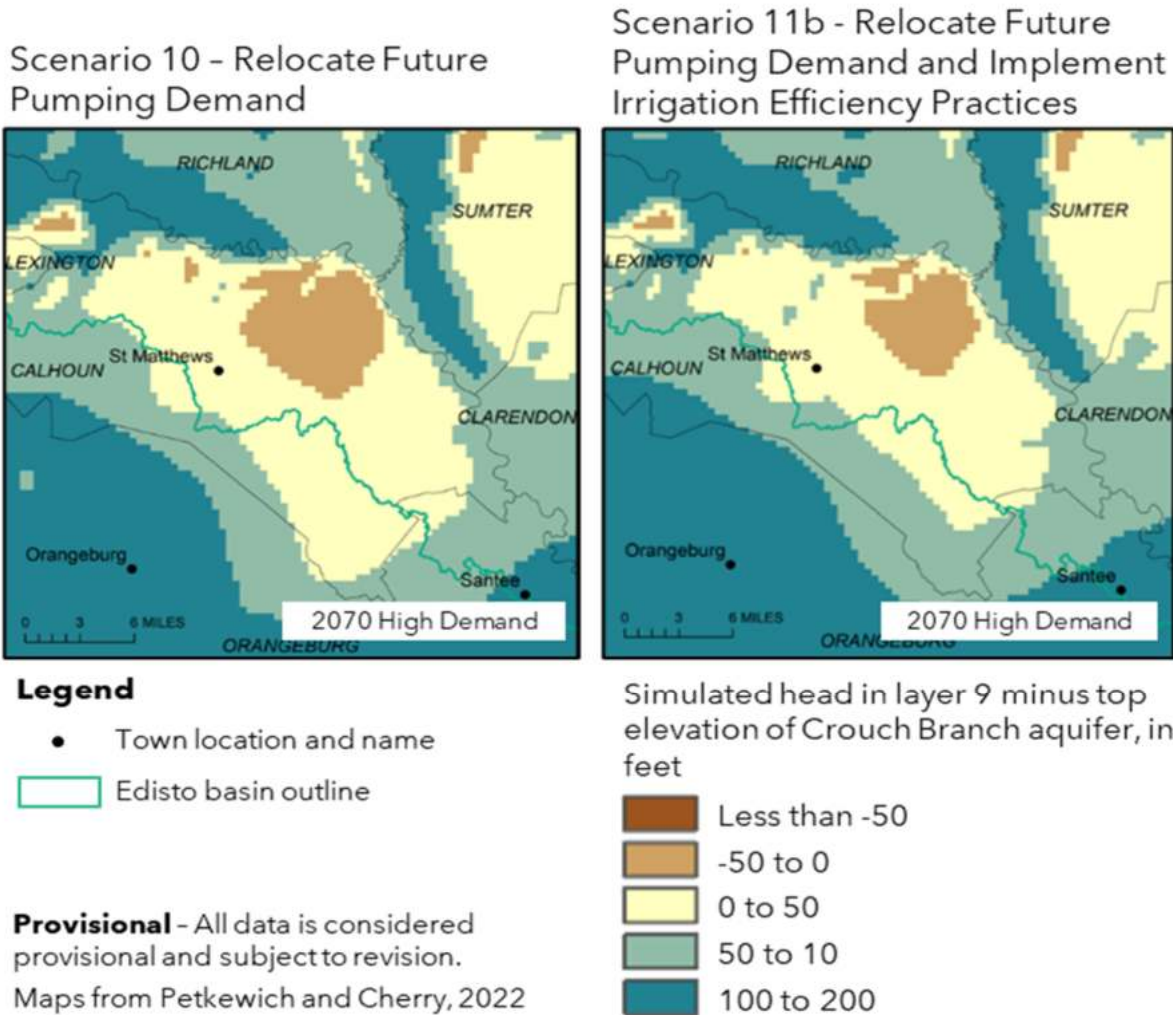 Scenario 10 – Relocate Future
Pumping Demand
Scenario 11b - Relocate Future
Pumping Demand and Implement
Irrigation Efficiency Practices
RICHLAND
SUMTER
LEXINGTON
St Matthews
CALHOUN
CLARENDON
Orangeburg
Santee
0 3 6 MILES
2070 High Demand
ORANGEBURG
RICHLAND
SUMTER
LEXINGTON
St Matthews
CALHOUN
CLARENDON
Orangeburg
Santee
0 3 6 MILES
2070 High Demand
ORANGEBURG
Legend
Town location and name
Edisto basin outline
Provisional – All data is considered
provisional and subject to revision.
Maps from Petkewich and Cherry, 2022
Simulated head in layer 9 minus top
elevation of Crouch Branch aquifer, in
feet
Less than -50
-50 to 0
0 to 50
50 to 10
100 to 200